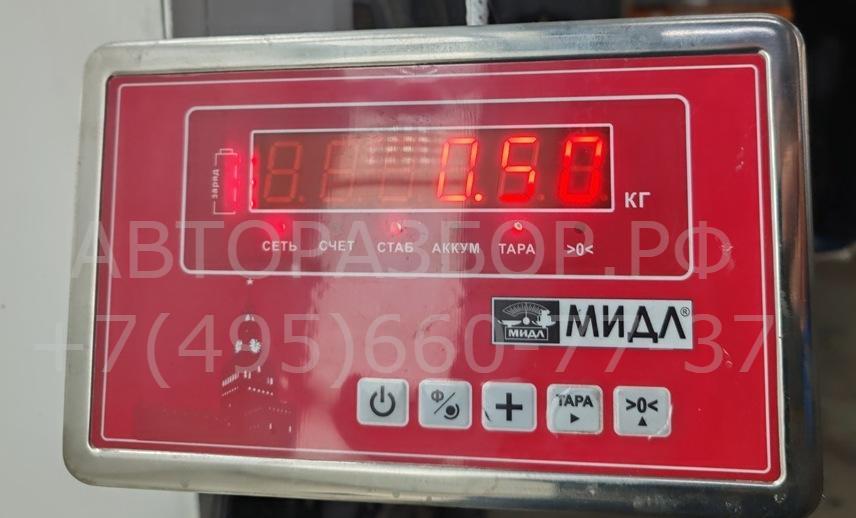 заряд
0.50 КГ
СЕТЬ СЧЕТ СТАБ АККУМ ТАРА >0<
АВТОРАЗБОР.РФ
+7(495)660-77-37
МИДЛ МИДЛ®
Ф ТАРА >0<